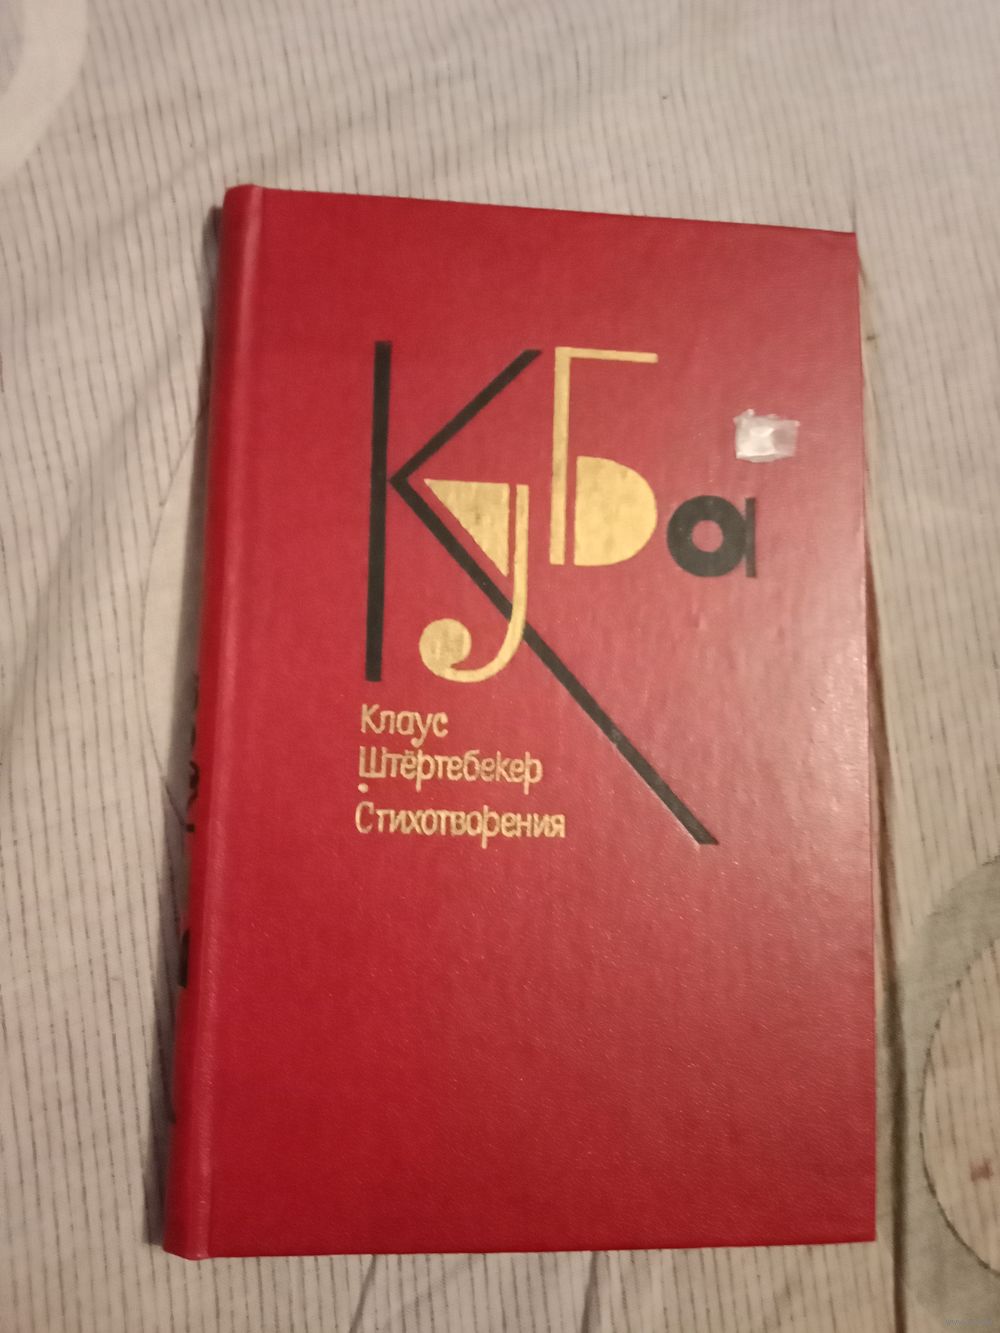 КУБа
Клаус
Штёртебекер
•
Стихотворения